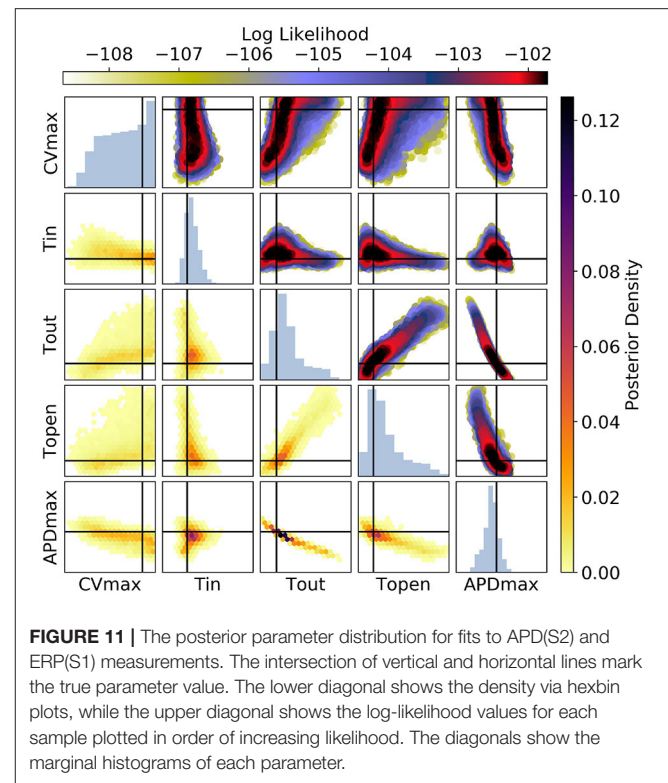 Log Likelihood
−108 −107 −106 −105 −104 −103 −102
CVmax
Tin
Tout
Topen
APDmax
CVmax Tin Tout Topen APDmax
0.12
0.10
0.08
0.06
0.04
0.02
0.00
Posterior Density
FIGURE 11 | The posterior parameter distribution for fits to APD(S2) and
ERP(S1) measurements. The intersection of vertical and horizontal lines mark
the true parameter value. The lower diagonal shows the density via hexbin
plots, while the upper diagonal shows the log-likelihood values for each
sample plotted in order of increasing likelihood. The diagonals show the
marginal histograms of each parameter.